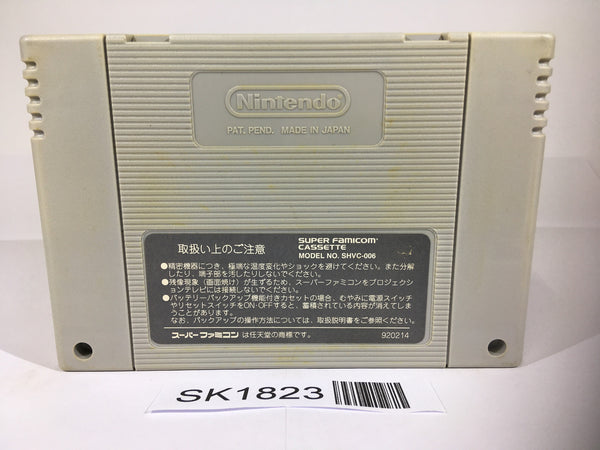 Nintendo
PAT. PEND. MADE IN JAPAN
取扱い上のご注意
SUPER FAMICOM
CASSETTE
MODEL NO. SHVC-006
●精密機器につき、極端な温度変化やショックを避けてください。また分解
したり、端子部を汚したりしないでください。
●残像現象(画面焼け)が生ずるため、スーパーファミコンをプロジェクショ
ンテレビには接続しないでください。
●バッテリーバックアップ機能付きカセットの場合、むやみに電源スイッチ
やリセットスイッチをON・OFFすると、蓄積されている内容が消えてしま
うことがあります。
なお、バックアップの操作方法については、取扱説明書をご参照ください。
スーパーファミコンは任天堂の商標です。
920214
SK1823